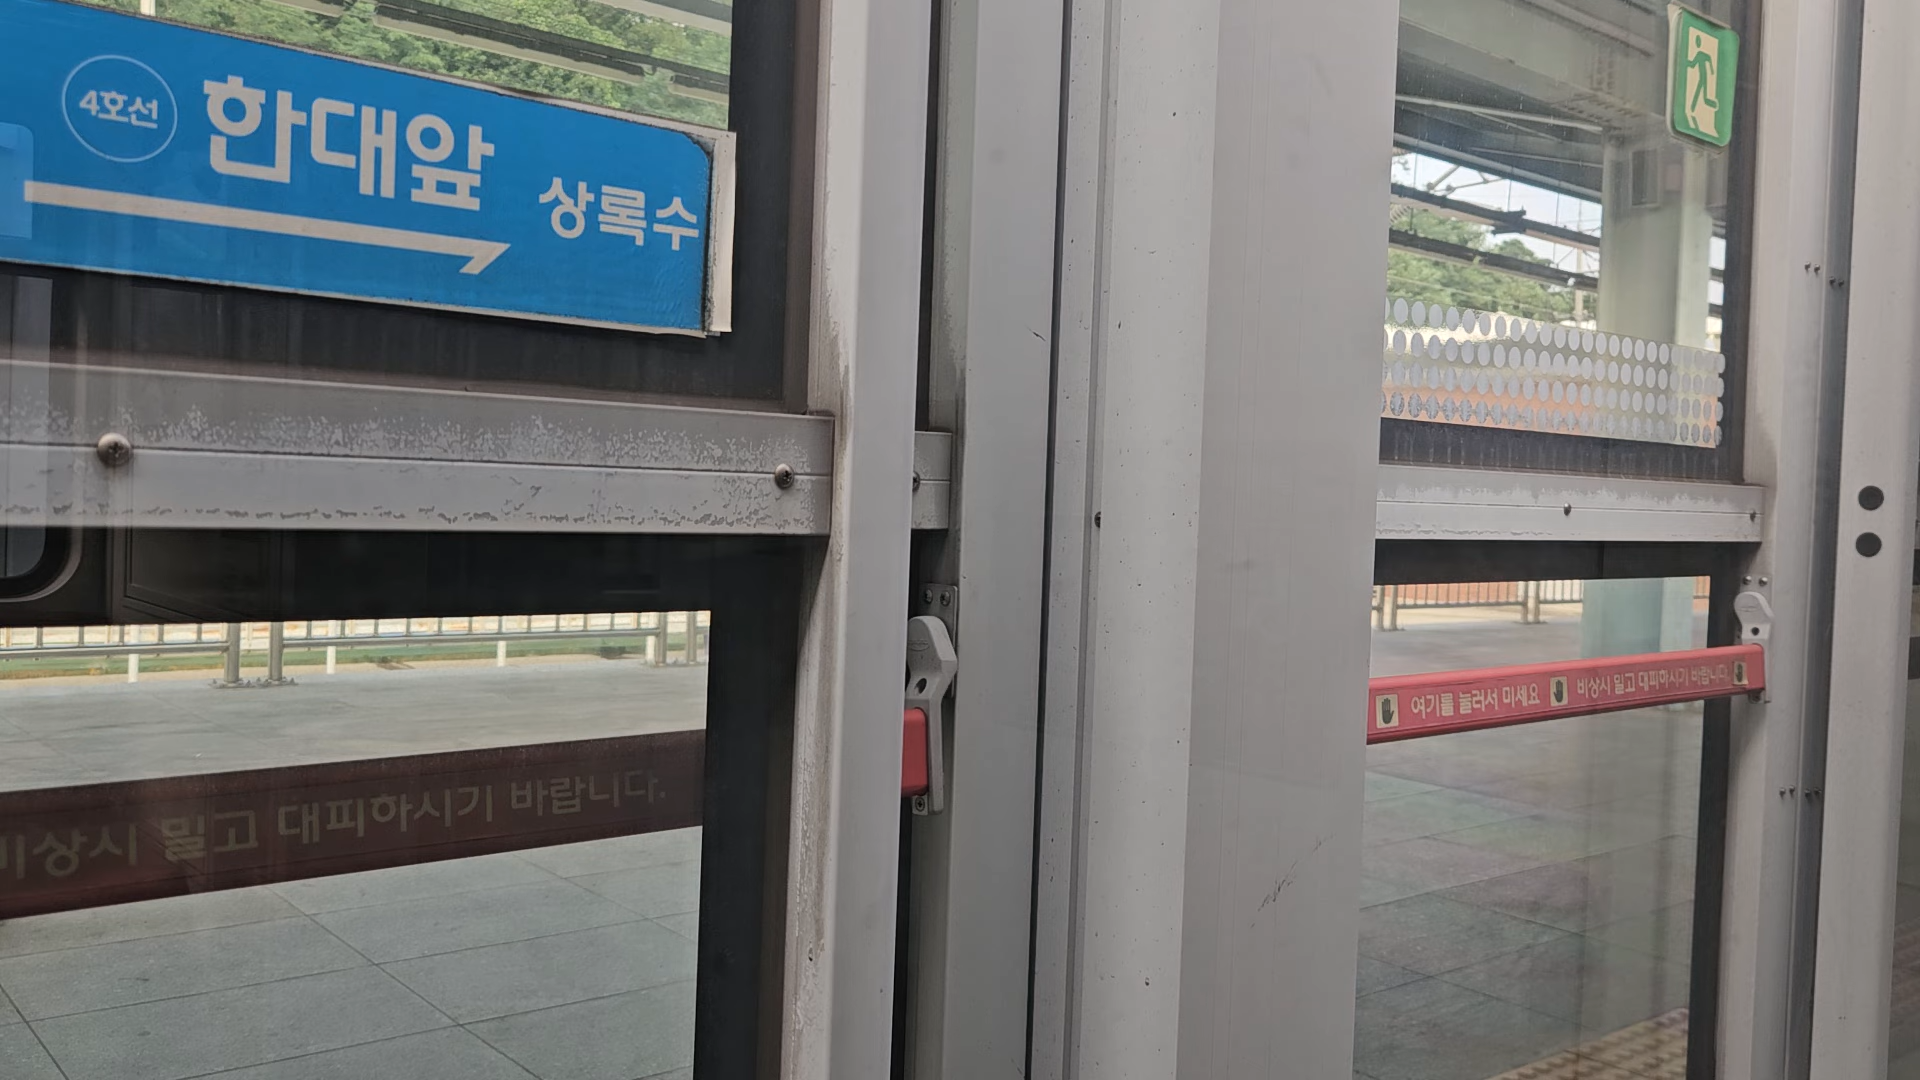 4호선 한대앞 상록수
여기를 눌러서 미세요 비상시 밀고 대피하시기 바랍니다.
비상시 밀고 대피하시기 바랍니다.